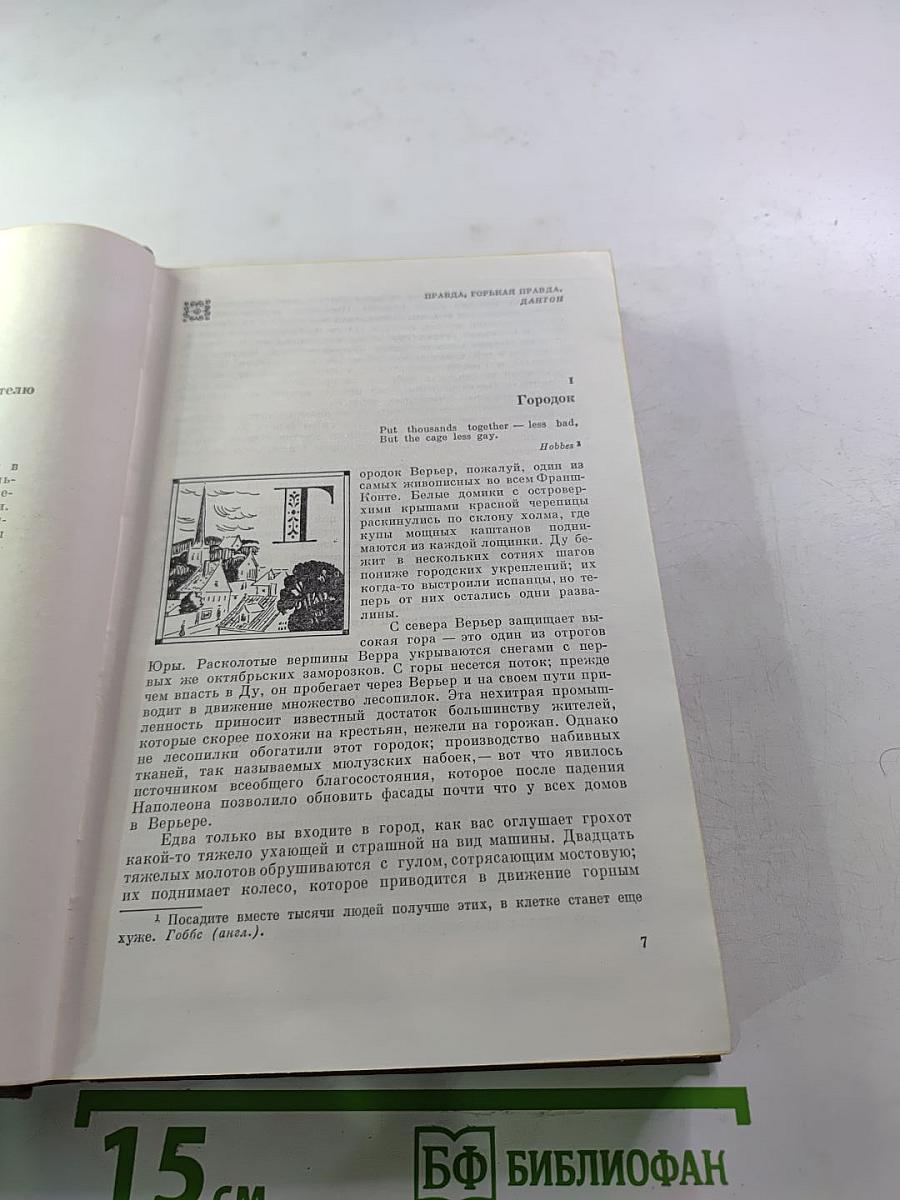 телю
в
ль-
е-
и.
и-
ы
ПРАВДА, ГОРЬКАЯ ПРАВДА.
ДАНТОН
I
Городок
Put thousands together — less bad,
But the cage less gay.
Hobbes ¹
Городок Верьер, пожалуй, один из
самых живописных во всем Франш-
Конте. Белые домики с островер-
хими крышами красной черепицы
раскинулись по склону холма, где
купы мощных каштанов подни-
маются из каждой лощинки. Ду бе-
жит в нескольких сотнях шагов
пониже городских укреплений; их
когда-то выстроили испанцы, но те-
перь от них остались одни разва-
лины.
С севера Верьер защищает вы-
сокая гора — это один из отрогов
Юры. Расколотые вершины Верра укрываются снегами с пер-
вых же октябрьских заморозков. С горы несется поток; прежде
чем впасть в Ду, он пробегает через Верьер и на своем пути при-
водит в движение множество лесопилок. Эта нехитрая промыш-
ленность приносит известный достаток большинству жителей,
которые скорее похожи на крестьян, нежели на горожан. Однако
не лесопилки обогатили этот городок; производство набивных
тканей, так называемых мюлузских набоек,— вот что явилось
источником всеобщего благосостояния, которое после падения
Наполеона позволило обновить фасады почти что у всех домов
в Верьере.
Едва только вы входите в город, как вас оглушает грохот
какой-то тяжело ухающей и страшной на вид машины. Двадцать
тяжелых молотов обрушиваются с гулом, сотрясающим мостовую;
их поднимает колесо, которое приводится в движение горным
¹ Посадите вместе тысячи людей получше этих, в клетке станет еще
хуже. Гоббс (англ.).
7
15 см
БФ БИБЛИОФАН